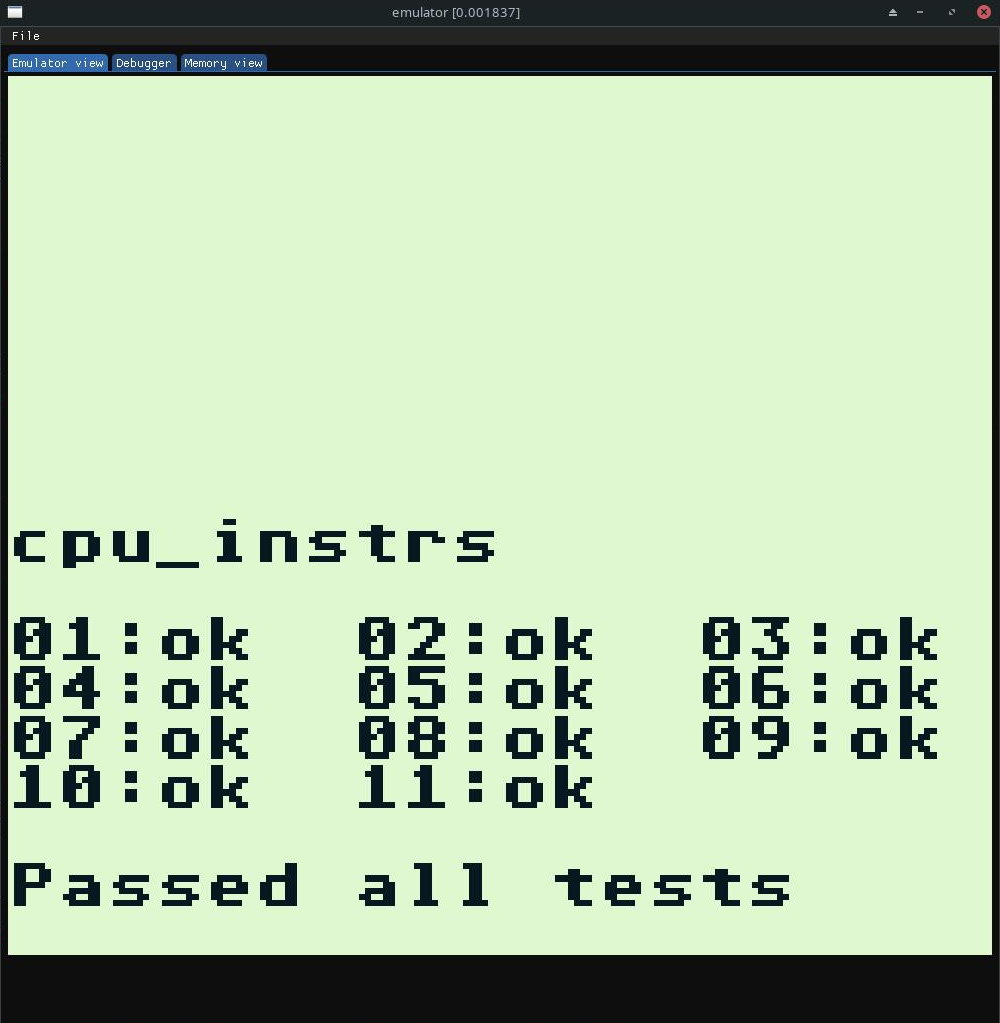 emulator [0.001837]
File
Emulator view Debugger Memory view
cpu_instrs
01:ok 02:ok 03:ok
04:ok 05:ok 06:ok
07:ok 08:ok 09:ok
10:ok 11:ok
Passed all tests